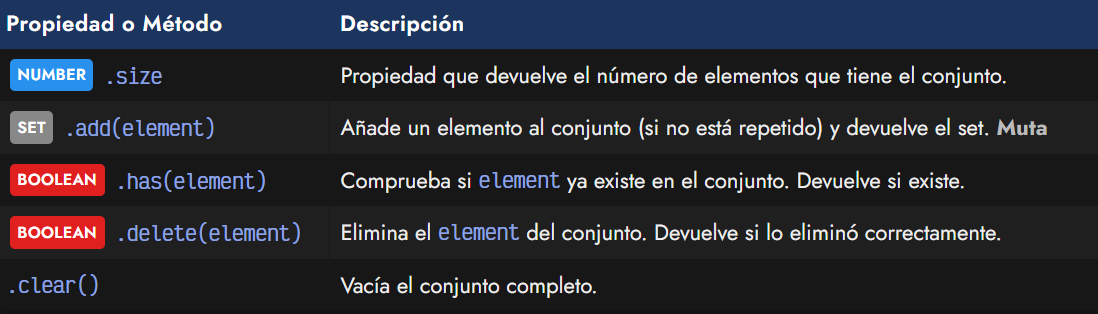 Propiedad o Método Descripción
NUMBER .size Propiedad que devuelve el número de elementos que tiene el conjunto.
SET .add(element) Añade un elemento al conjunto (si no está repetido) y devuelve el set. Muta
BOOLEAN .has(element) Comprueba si element ya existe en el conjunto. Devuelve si existe.
BOOLEAN .delete(element) Elimina el element del conjunto. Devuelve si lo eliminó correctamente.
.clear() Vacía el conjunto completo.